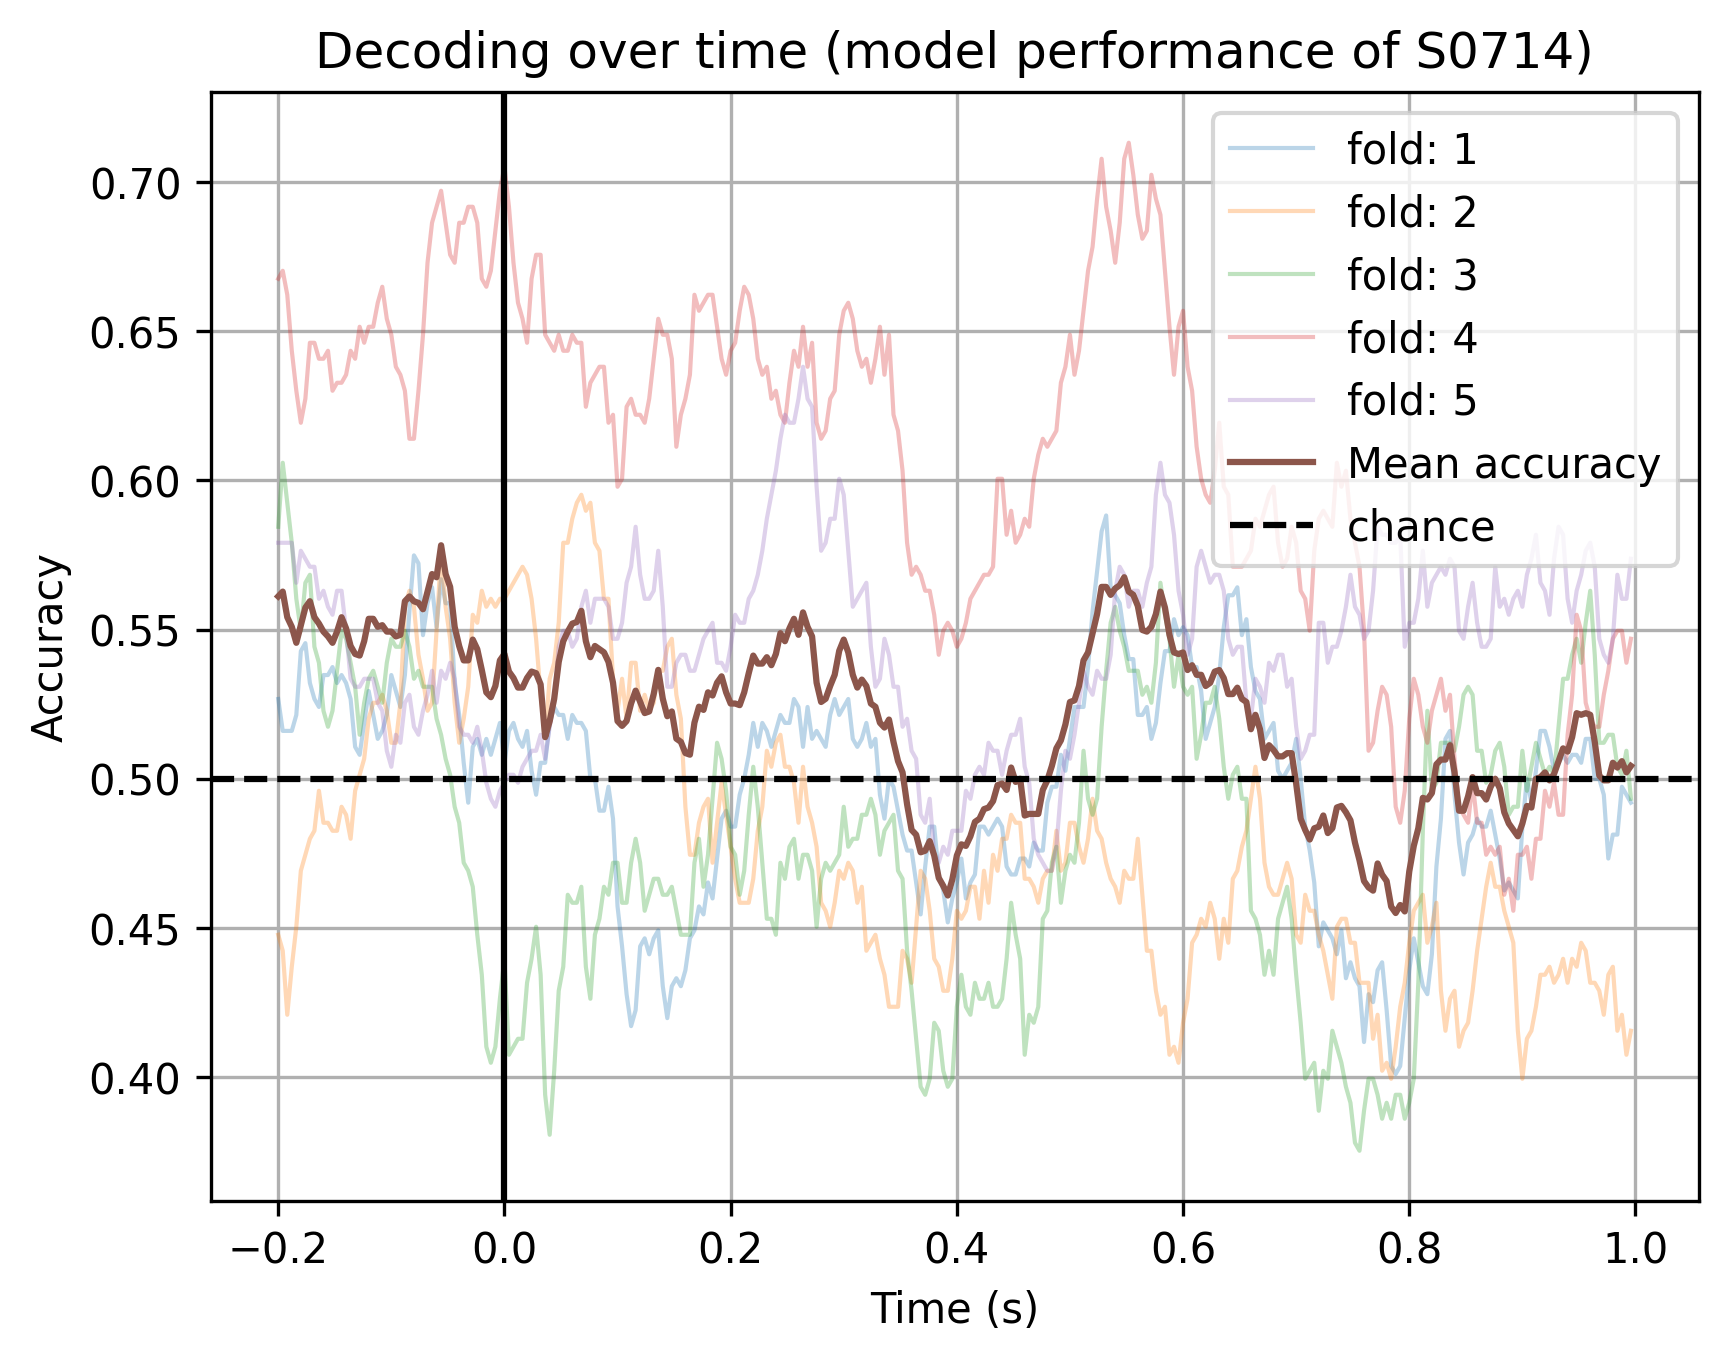 Decoding over time (model performance of S0714)
Accuracy
0.70
0.65
0.60
0.55
0.50
0.45
0.40
fold: 1
fold: 2
fold: 3
fold: 4
fold: 5
Mean accuracy
chance
−0.2
0.0
0.2
0.4
0.6
0.8
1.0
Time (s)